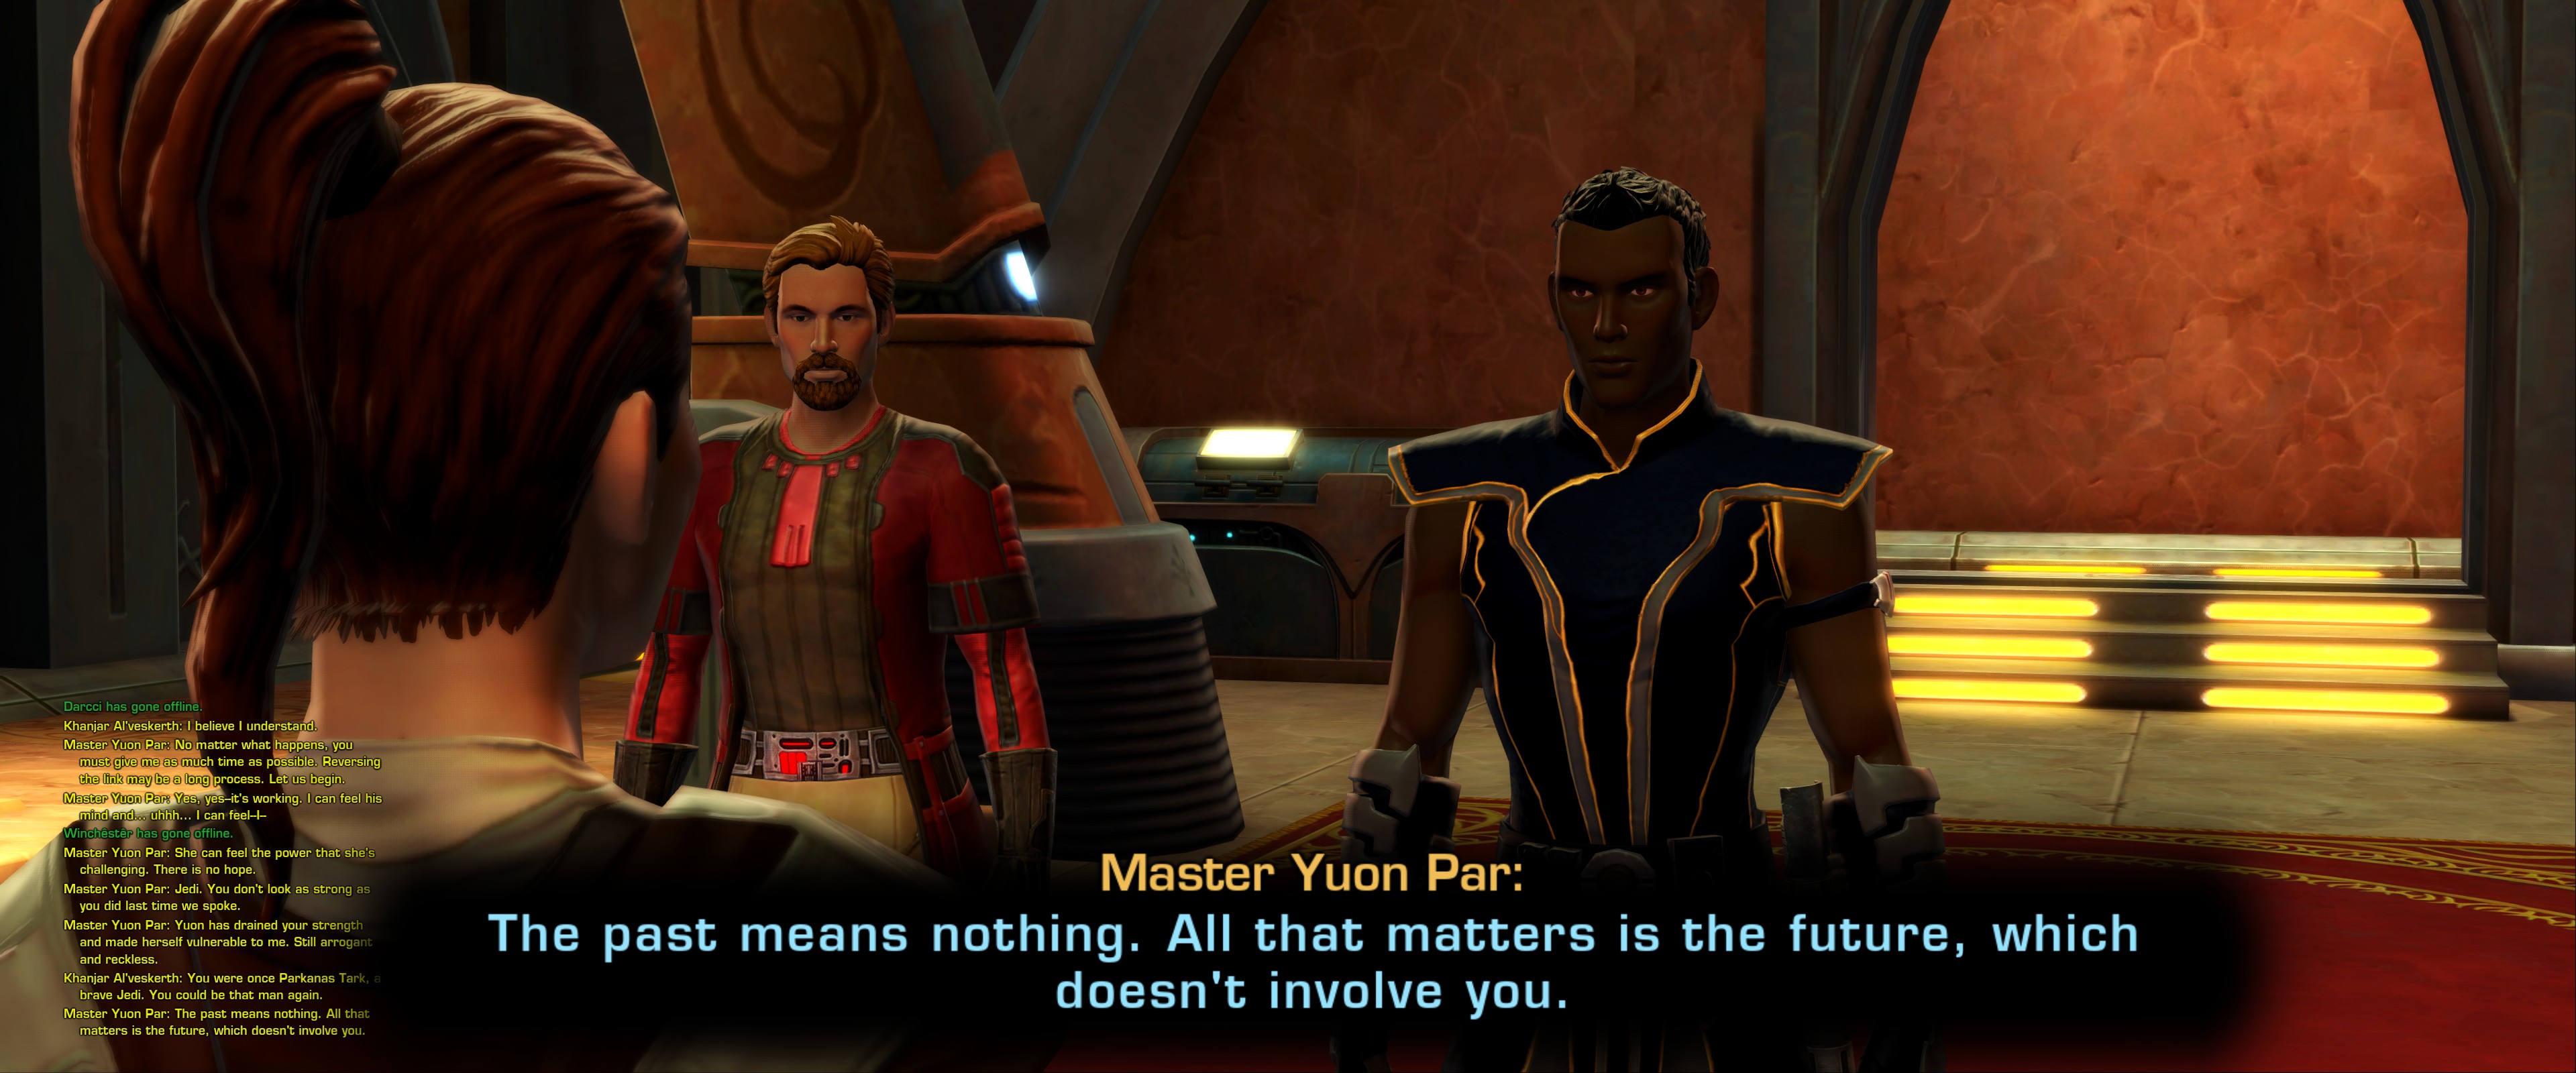 Darcci has gone offline.
Khanjar Al'veskerth: I believe I understand.
Master Yuon Par: No matter what happens, you
must give me as much time as possible. Reversing
the link may be a long process. Let us begin.
Master Yuon Par: Yes, yes–it's working. I can feel his
mind and... uhhh... I can feel–I–
Winchéstér has gone offline.
Master Yuon Par: She can feel the power that she's
challenging. There is no hope.
Master Yuon Par: Jedi. You don't look as strong as
you did last time we spoke.
Master Yuon Par: Yuon has drained your strength
and made herself vulnerable to me. Still arrogant
and reckless.
Khanjar Al'veskerth: You were once Parkanas Tark, a
brave Jedi. You could be that man again.
Master Yuon Par: The past means nothing. All that
matters is the future, which doesn't involve you.
Master Yuon Par:
The past means nothing. All that matters is the future, which
doesn't involve you.